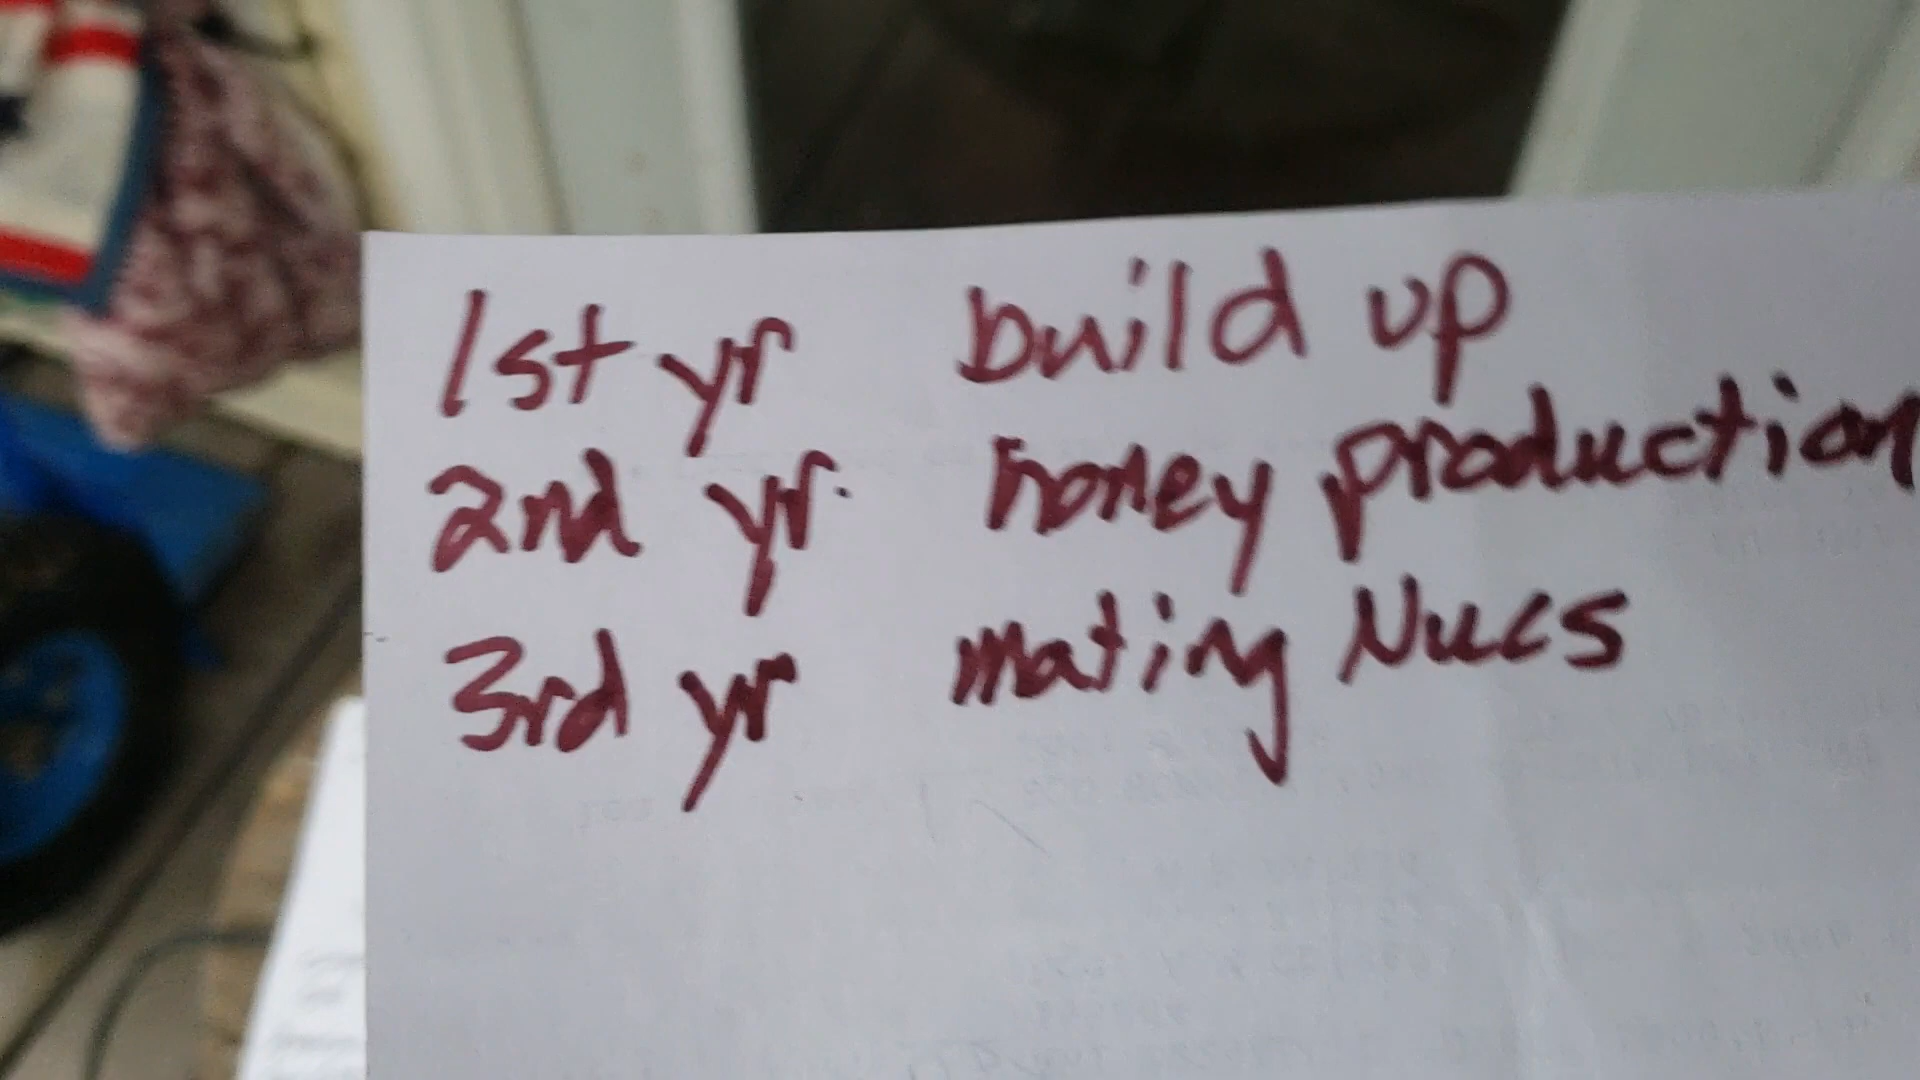 1st yr build up
2nd yr. honey production
3rd yr mating Nucs